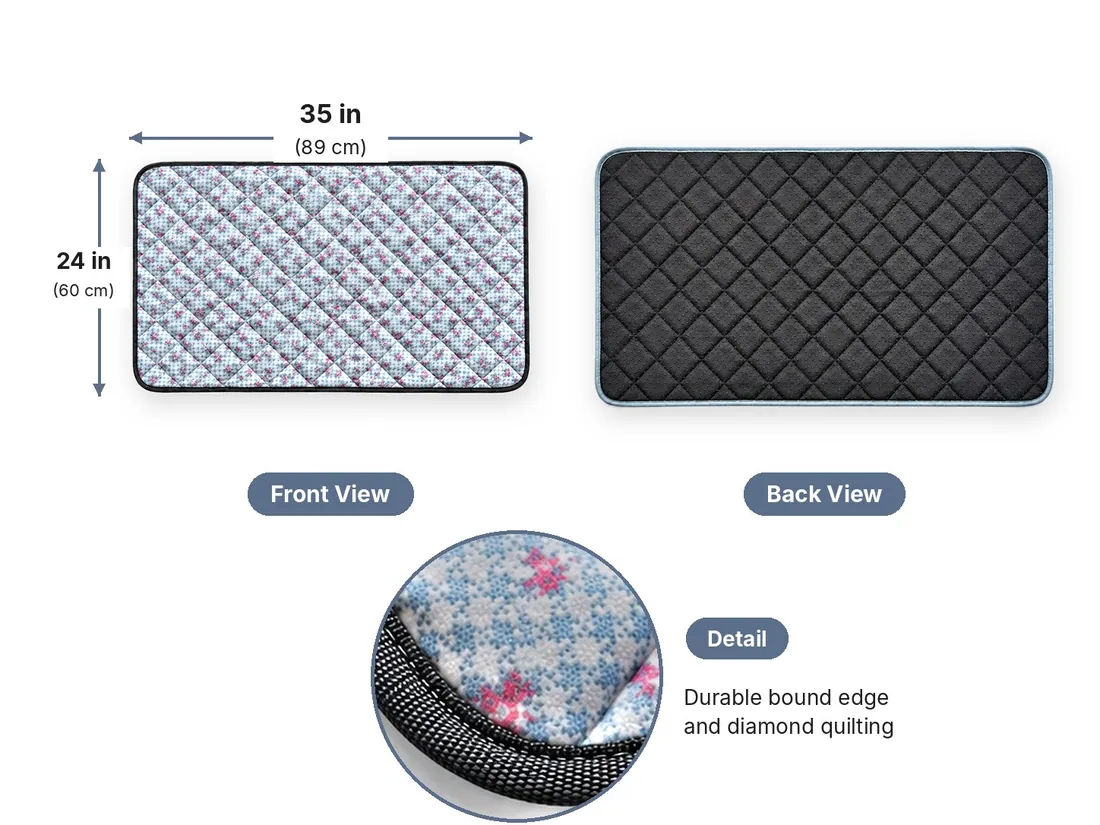 35 in
(89 cm)
24 in
(60 cm)
Front View
Back View
Detail
Durable bound edge
and diamond quilting